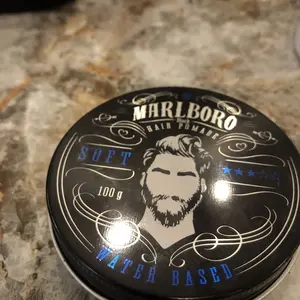 MARLBORO
HAIR POMADE
SOFT
100 g
WATER BASED